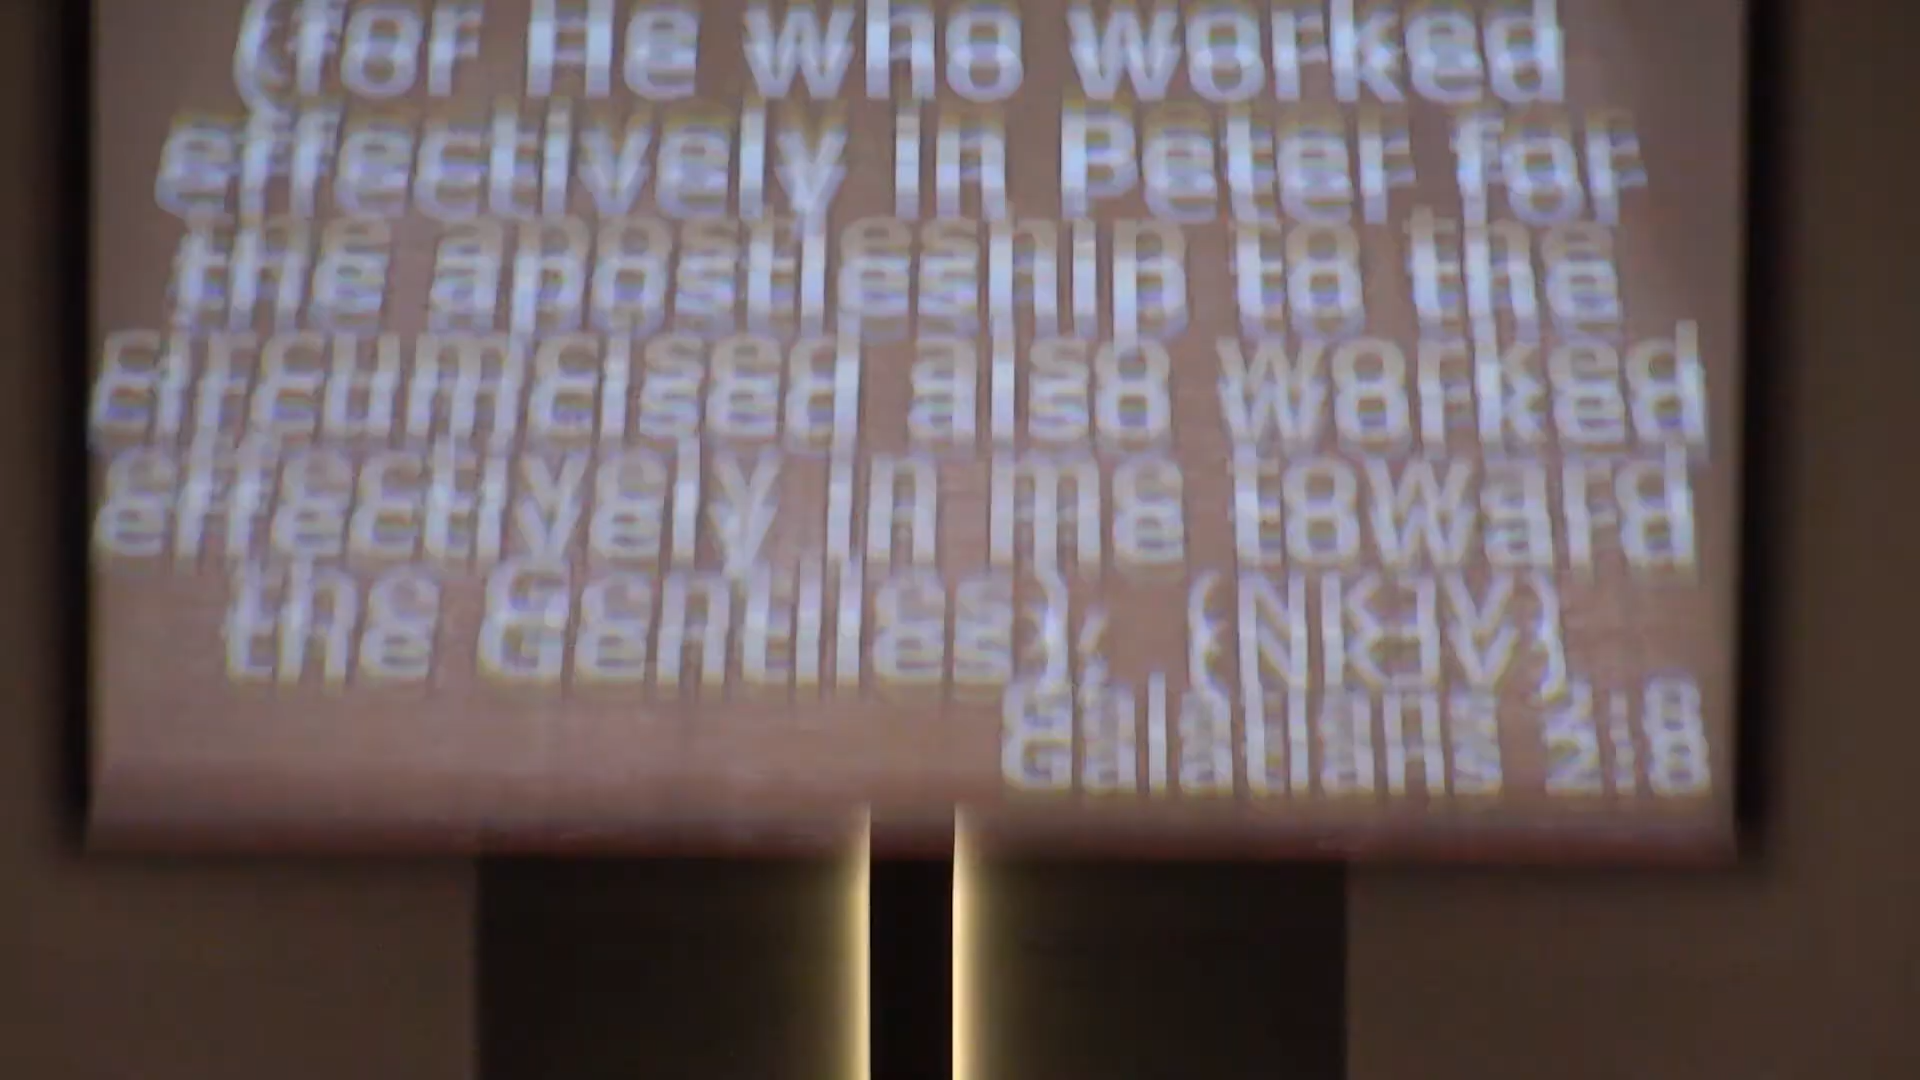 (for He who worked
effectively in Peter for
the apostleship to the
circumcised also worked
effectively in me toward
the Gentiles), (NKJV)
Galatians 2:8